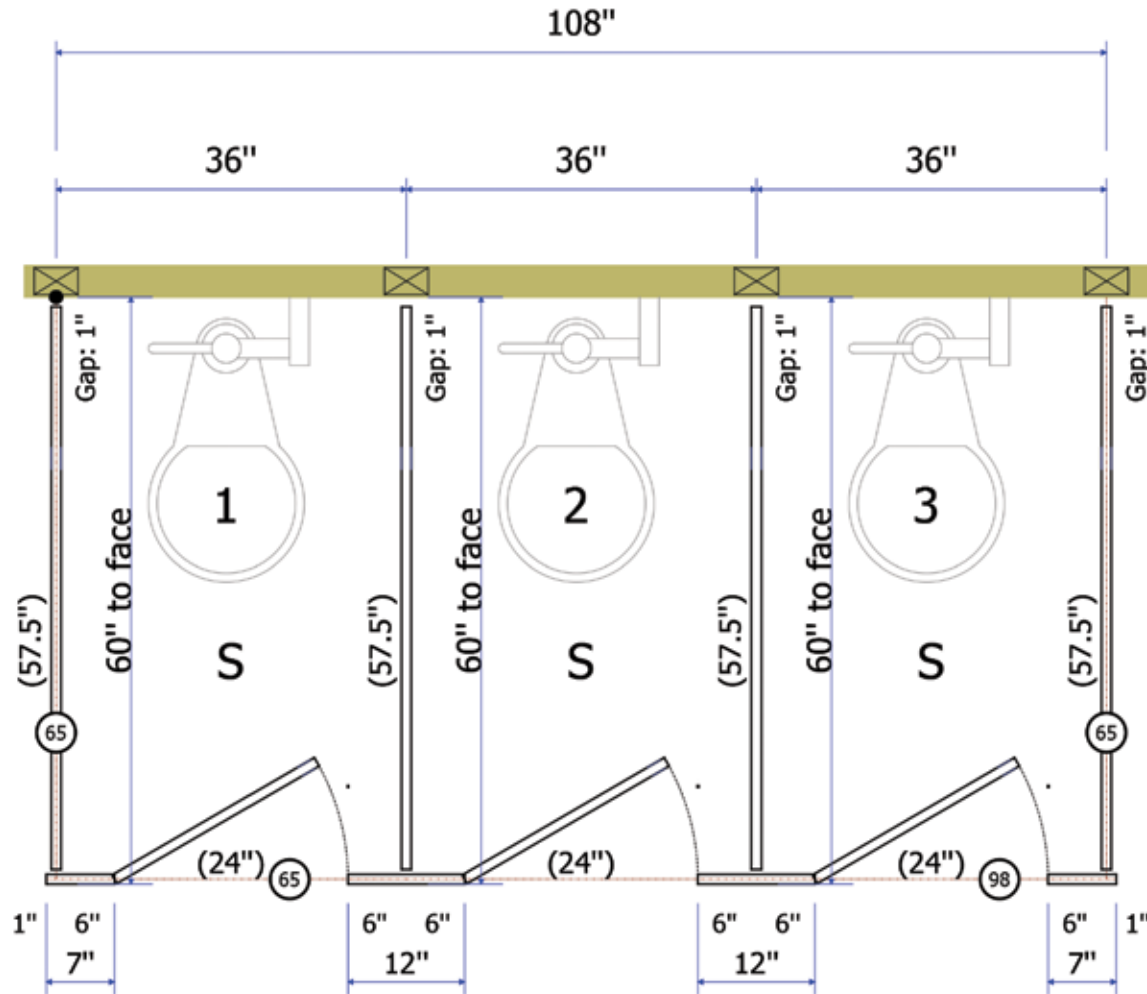 108"
36" 36" 36"
Gap: 1" Gap: 1" Gap: 1" Gap: 1"
1 2 3
(57.5") 60" to face (57.5") 60" to face (57.5") 60" to face (57.5")
S S S
65 65
(24") 65 (24") (24") 98
1" 6" 6" 6" 6" 6" 6" 1"
7" 12" 12" 7"